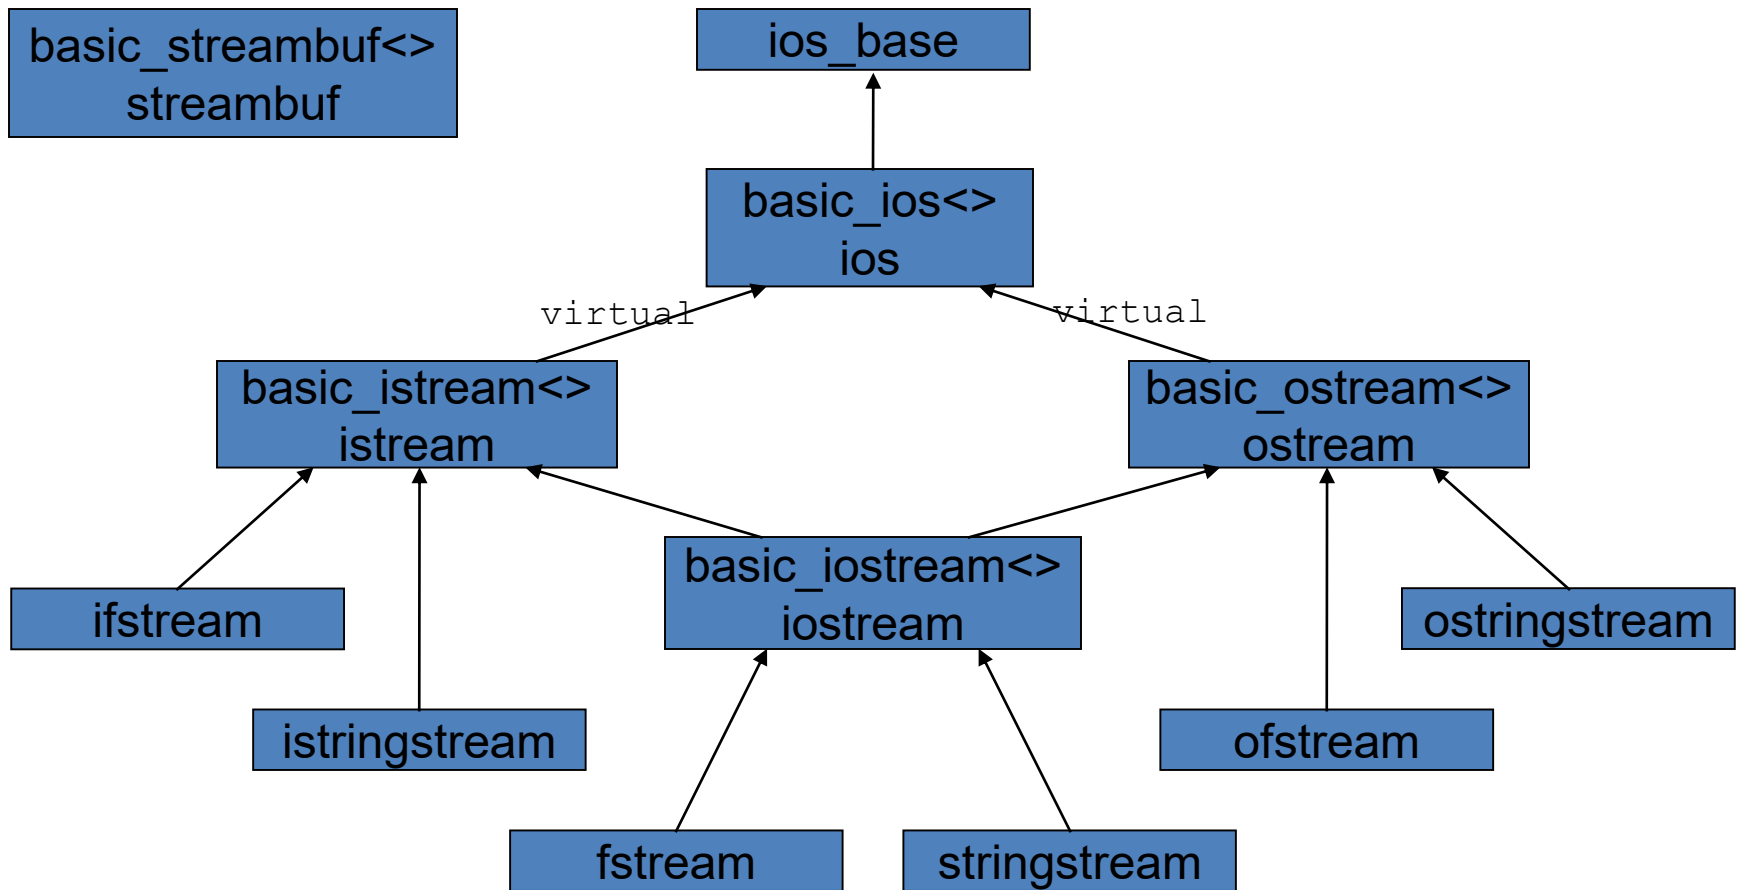 basic_streambuf<>
streambuf
ios_base
basic_ios<>
ios
virtual
virtual
basic_istream<>
istream
basic_ostream<>
ostream
basic_iostream<>
iostream
ifstream
ostringstream
istringstream
ofstream
fstream
stringstream